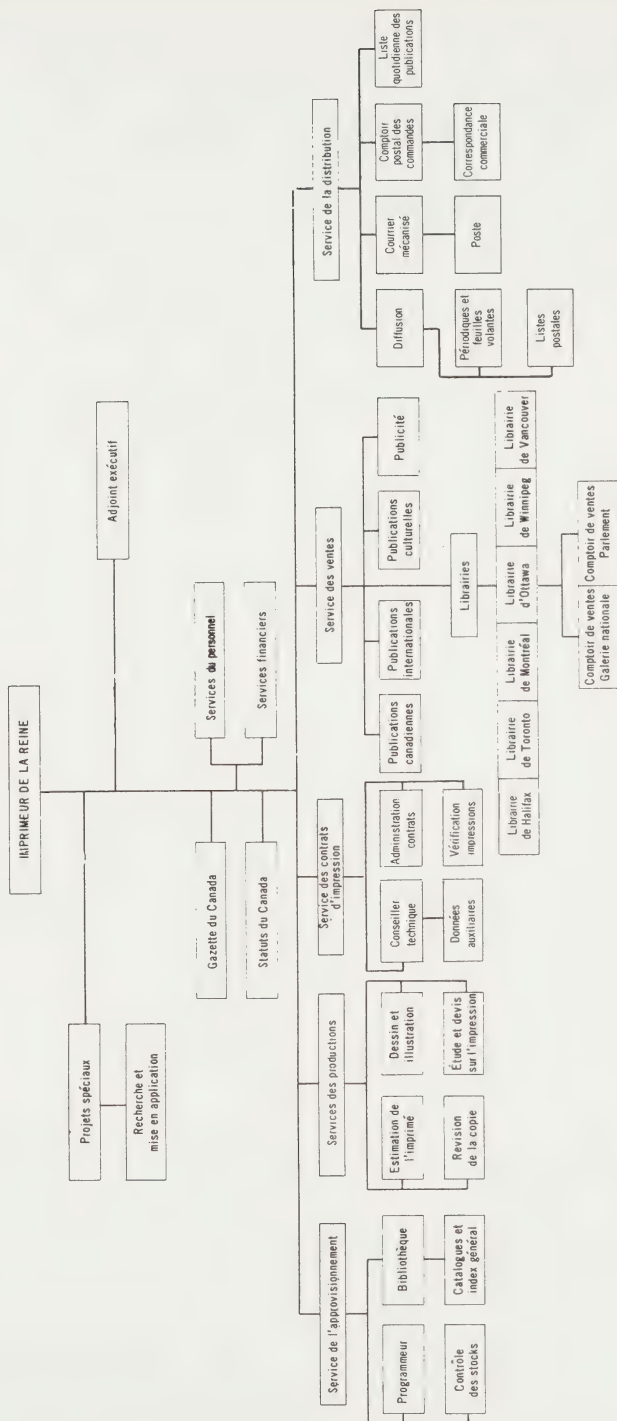 IMPRIMEUR DE LA REINE
Projets spéciaux
Recherche et
mise en application
Adjoint exécutif
Gazette du Canada
Statuts du Canada
Services du personnel
Services financiers
Service de l'approvisionnement
Programmeur
Contrôle
des stocks
Bibliothèque
Catalogues et
index général
Services des productions
Estimation de
l'imprimé
Revision
de la copie
Dessin et
illustration
Étude et devis
sur l'impression
Service des contrats
d'impression
Conseiller
technique
Données
auxiliaires
Administration
contrats
Vérification
impressions
Service des ventes
Publications
canadiennes
Publications
internationales
Publications
culturelles
Publicité
Librairies
Librairie
de Halifax
Librairie
de Toronto
Librairie
de Montréal
Librairie
d'Ottawa
Librairie
de Winnipeg
Librairie
de Vancouver
Comptoir de ventes
Galerie nationale
Comptoir de ventes
Parlement
Service de la distribution
Diffusion
Périodiques et
feuilles
volantes
Listes
postales
Courrier
mécanisé
Poste
Comptoir
postal des
commandes
Correspondance
commerciale
Liste
quotidienne des
publications